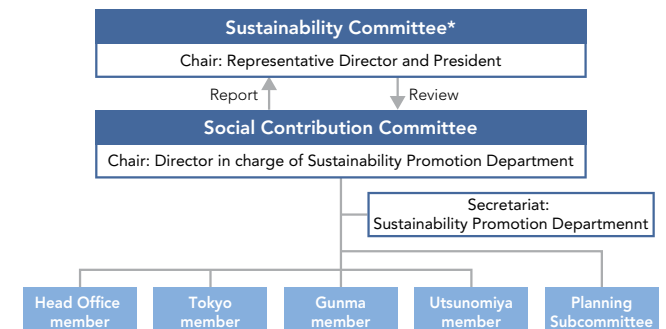 Sustainability Committee*
Chair: Representative Director and President
Report
Review
Social Contribution Committee
Chair: Director in charge of Sustainability Promotion Department
Secretariat:
Sustainability Promotion Departmennt
Head Office
member
Tokyo
member
Gunma
member
Utsunomiya
member
Planning
Subcommittee